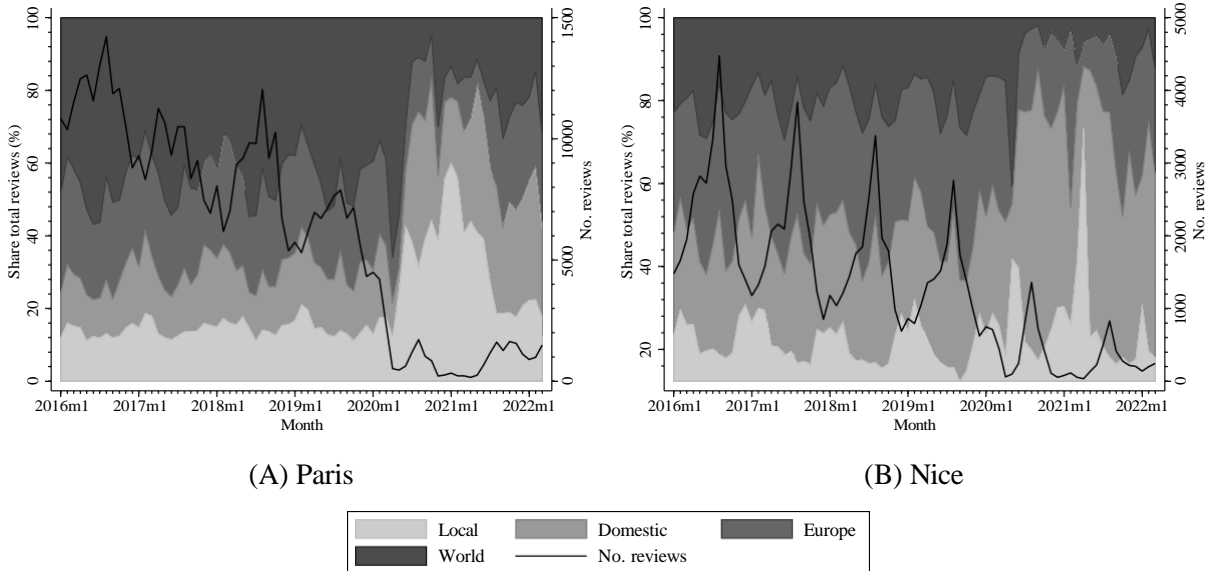 Share total reviews (%)
100
80
60
40
20
0
1500
10000
5000
0
No. reviews
2016m1 2017m1 2018m1 2019m1 2020m1 2021m1 2022m1
Month
(A) Paris
Share total reviews (%)
100
80
60
40
20
5000
4000
3000
2000
1000
0
No. reviews
2016m1 2017m1 2018m1 2019m1 2020m1 2021m1 2022m1
Month
(B) Nice
Local Domestic Europe
World No. reviews